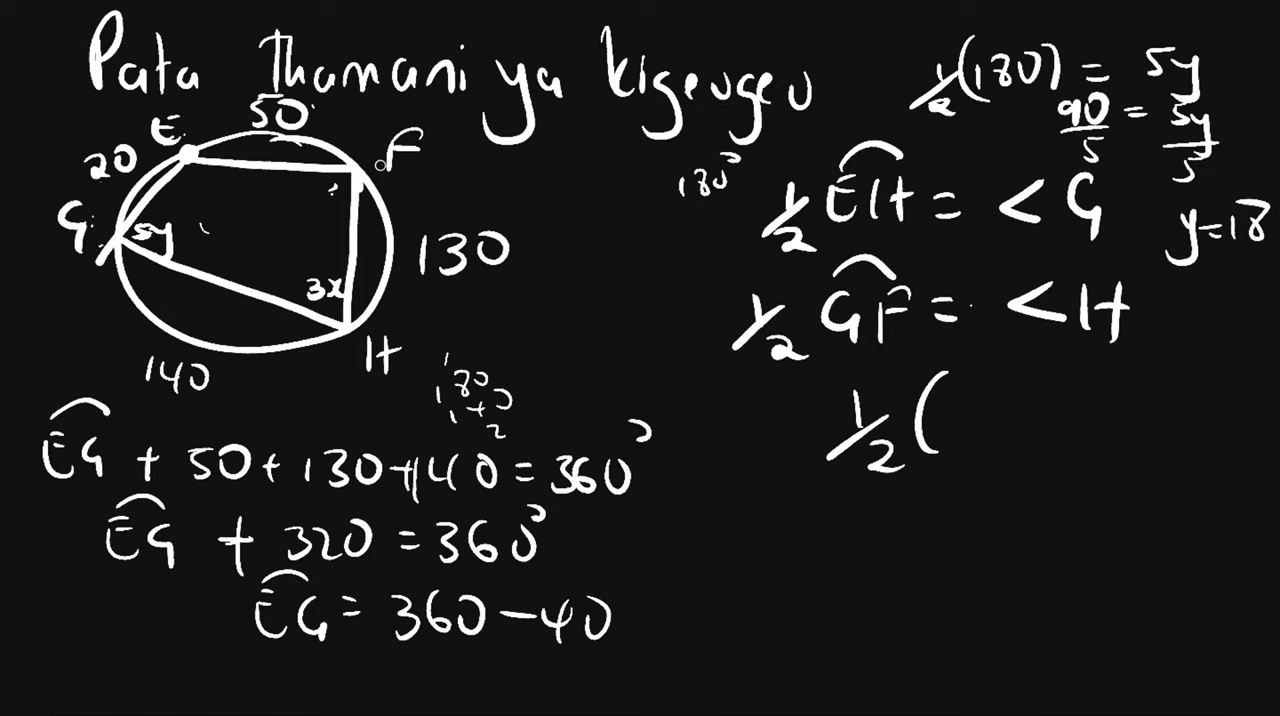 Pata Thamani ya kigeugeu
50
E
F
20
G
5y
130
3x
H
140
180°
½(180) = 5y
90/5 = 5y/5
y=18
½ EH = < G
½ GF = < H
½ (
EG + 50 + 130 + 140 = 360°
EG + 320 = 360°
EG = 360 - 40